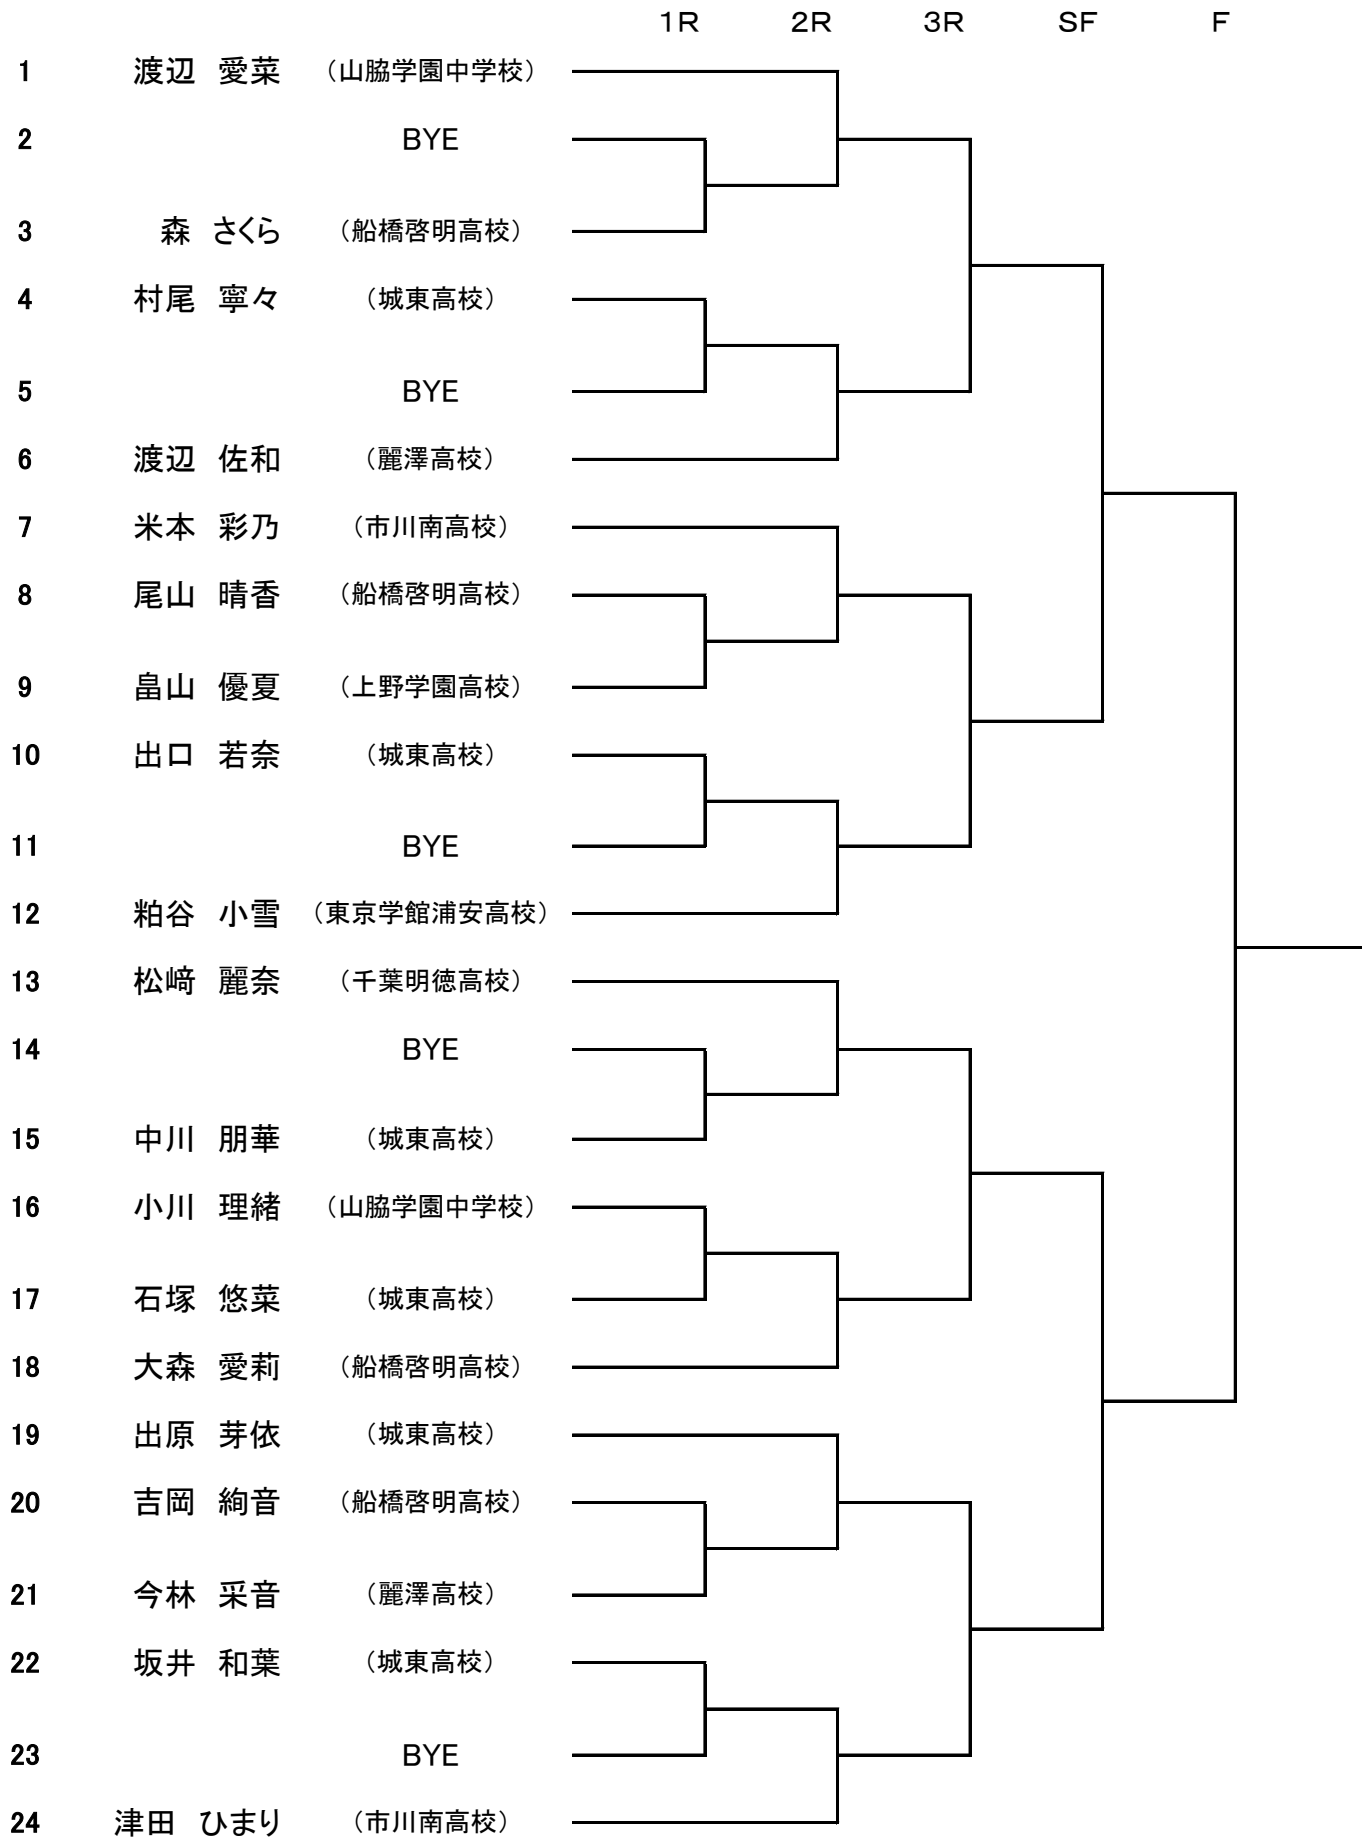 1R 2R 3R SF F
1 渡辺 愛菜 （山脇学園中学校）
2 BYE
3 森 さくら （船橋啓明高校）
4 村尾 寧々 （城東高校）
5 BYE
6 渡辺 佐和 （麗澤高校）
7 米本 彩乃 （市川南高校）
8 尾山 晴香 （船橋啓明高校）
9 畠山 優夏 （上野学園高校）
10 出口 若奈 （城東高校）
11 BYE
12 粕谷 小雪 （東京学館浦安高校）
13 松﨑 麗奈 （千葉明徳高校）
14 BYE
15 中川 朋華 （城東高校）
16 小川 理緒 （山脇学園中学校）
17 石塚 悠菜 （城東高校）
18 大森 愛莉 （船橋啓明高校）
19 出原 芽依 （城東高校）
20 吉岡 絢音 （船橋啓明高校）
21 今林 采音 （麗澤高校）
22 坂井 和葉 （城東高校）
23 BYE
24 津田 ひまり （市川南高校）